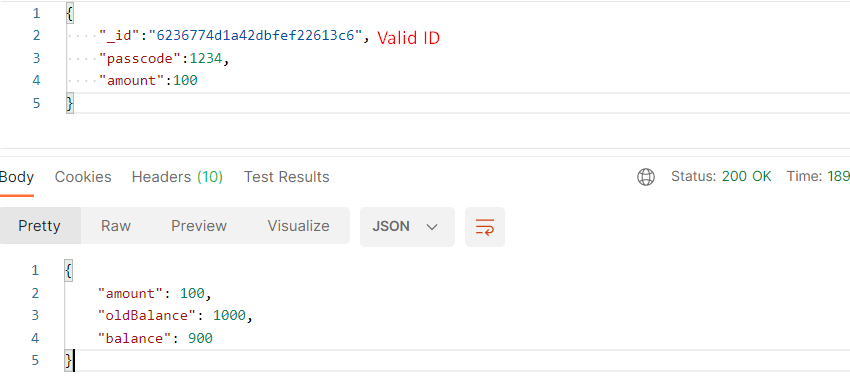 1 {
2 "_id":"6236774d1a42dbfef22613c6", Valid ID
3 "passcode":1234,
4 "amount":100
5 }
Body Cookies Headers (10) Test Results Status: 200 OK Time: 189
Pretty Raw Preview Visualize JSON
1 {
2 "amount": 100,
3 "oldBalance": 1000,
4 "balance": 900
5 }